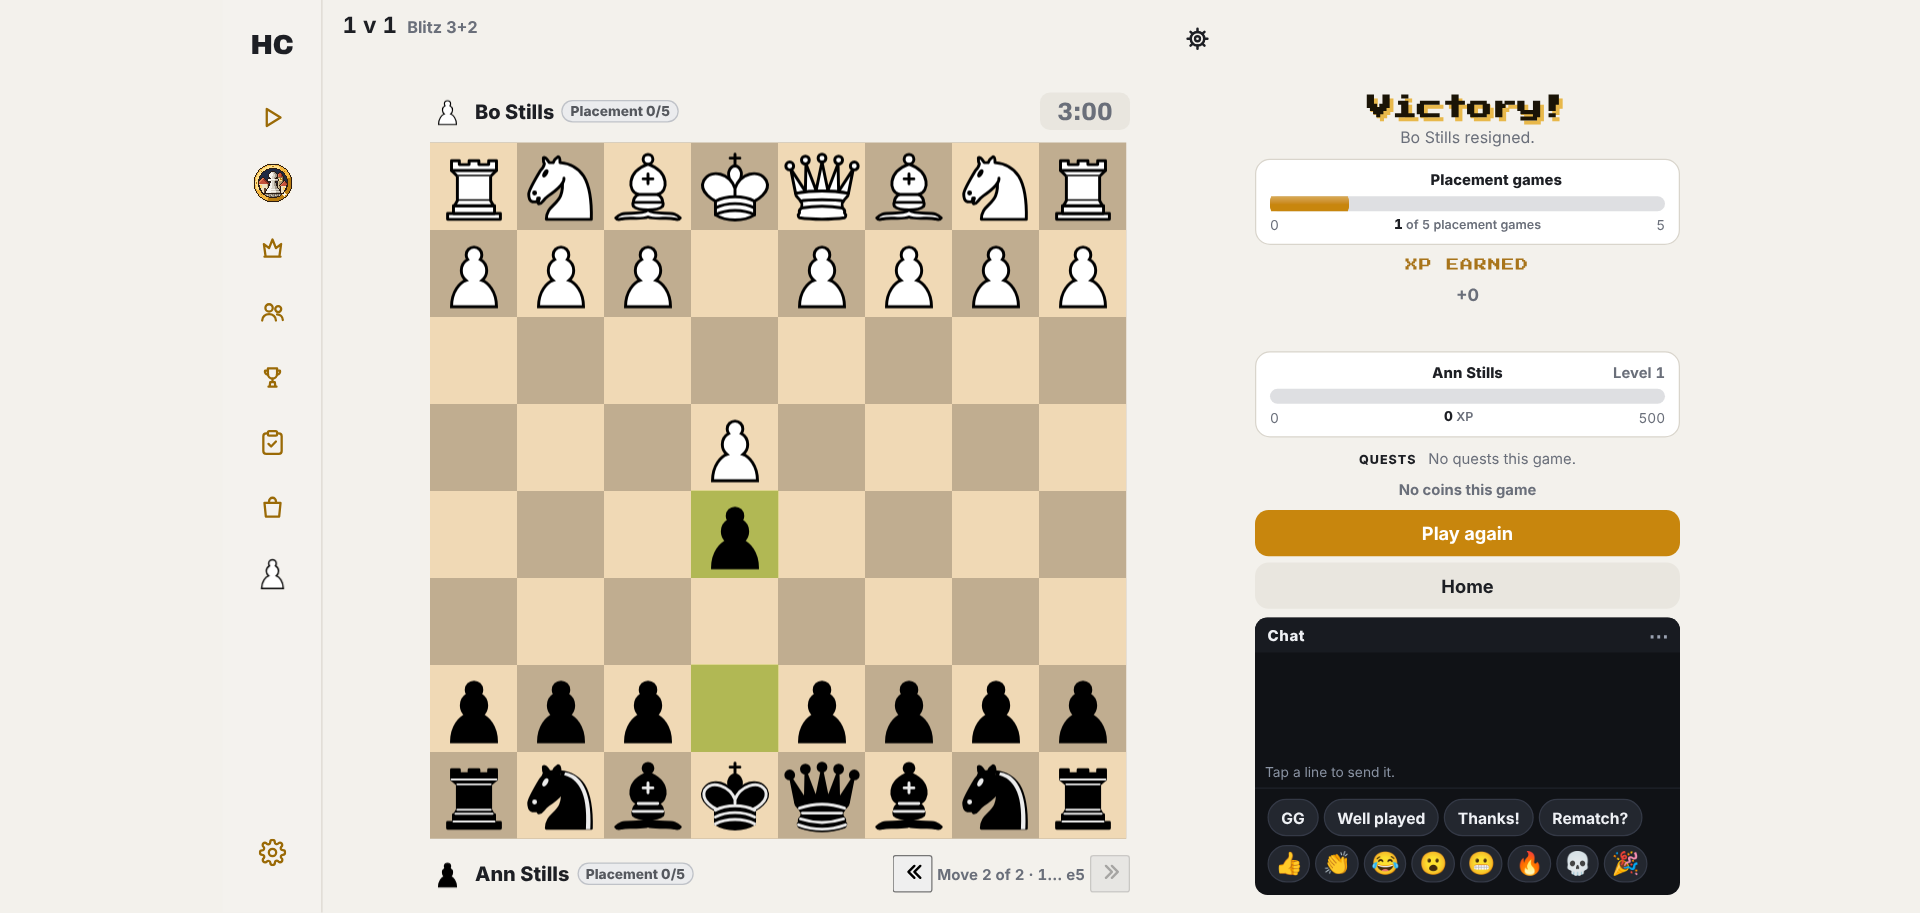 HC
1 v 1 Blitz 3+2
Bo Stills Placement 0/5 3:00
Ann Stills Placement 0/5 Move 2 of 2 · 1... e5
Victory!
Bo Stills resigned.
Placement games
0 1 of 5 placement games 5
XP EARNED
+0
Ann Stills Level 1
0 0 XP 500
QUESTS No quests this game.
No coins this game
Play again
Home
Chat
Tap a line to send it.
GG Well played Thanks! Rematch?